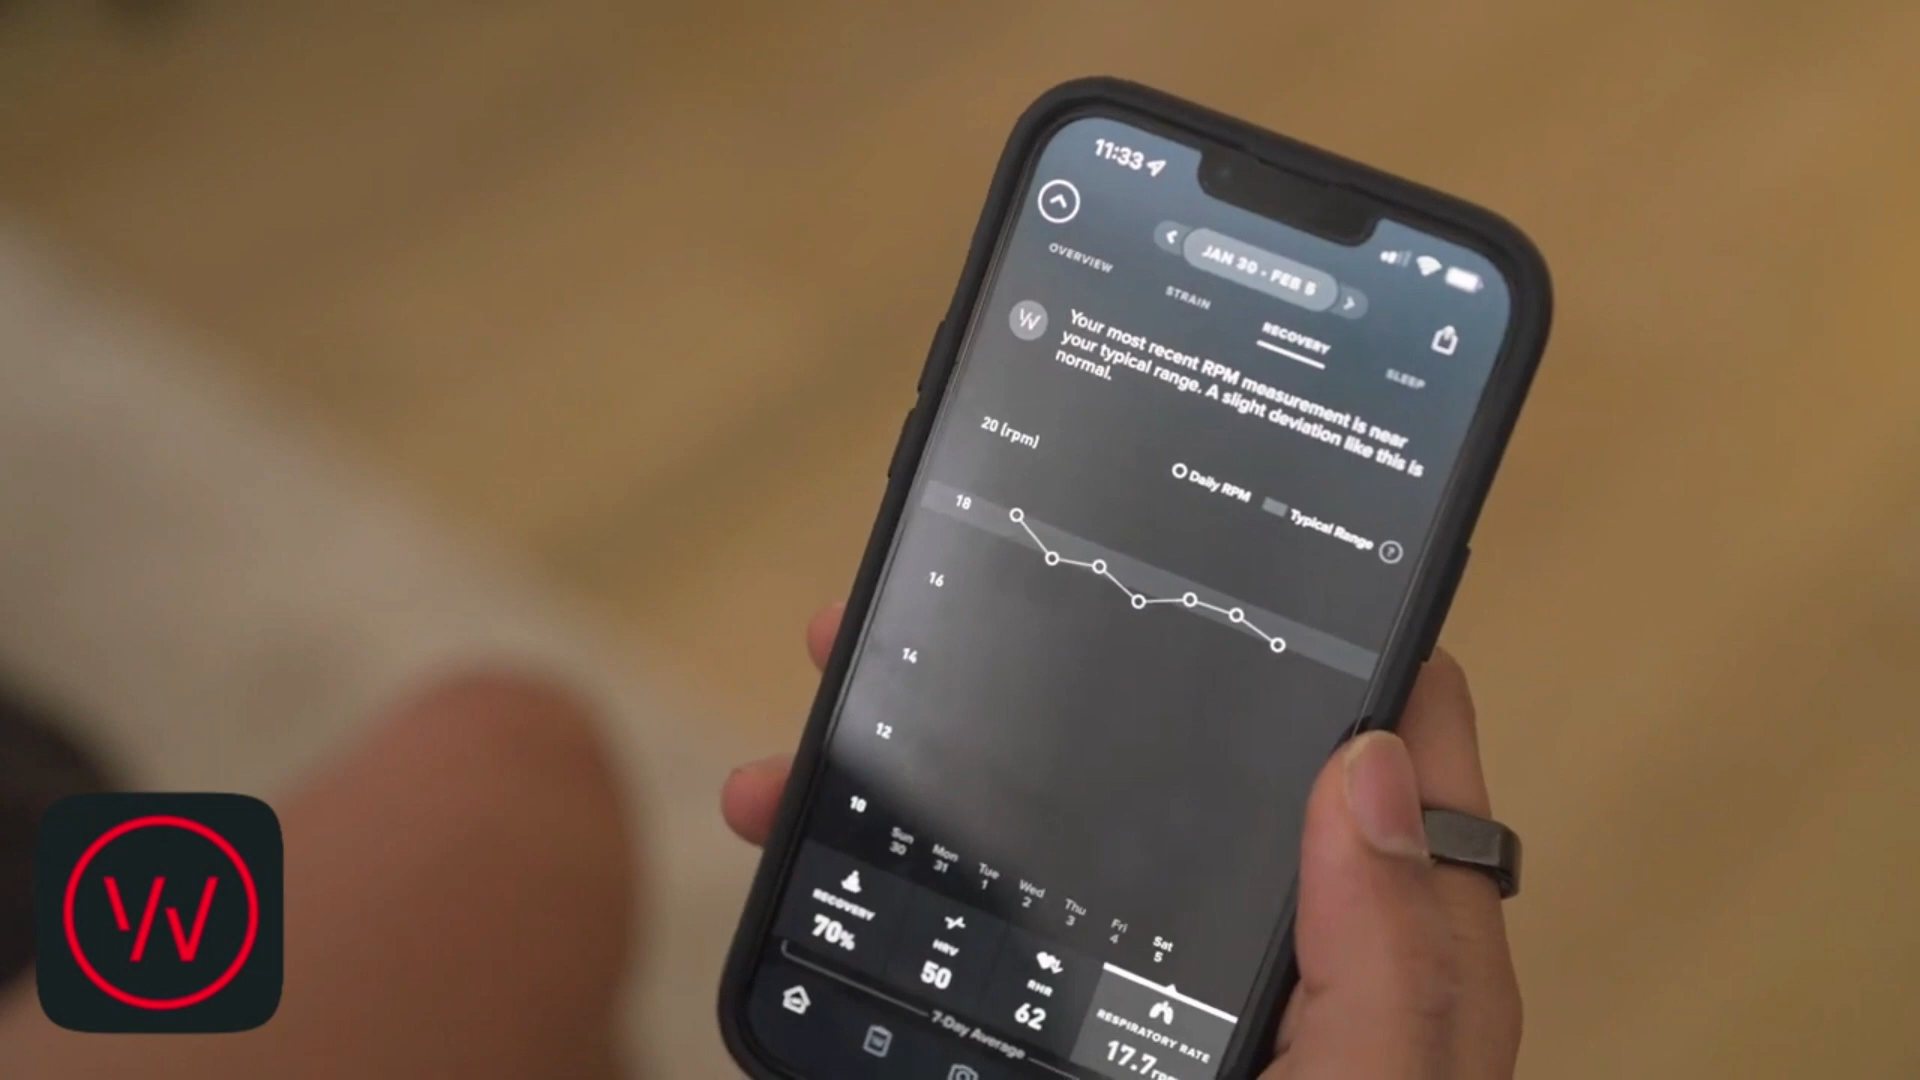 11:33
JAN 30 - FEB 5
OVERVIEW
STRAIN
RECOVERY
SLEEP
W
Your most recent RPM measurement is near
your typical range. A slight deviation like this is
normal.
20 (rpm)
Daily RPM
Typical Range
?
18
16
14
12
10
Sun
30
Mon
31
Tue
1
Wed
2
Thu
3
Fri
4
Sat
5
RECOVERY
70%
HRV
50
RHR
62
RESPIRATORY RATE
17.7rpm
7-Day Average
W